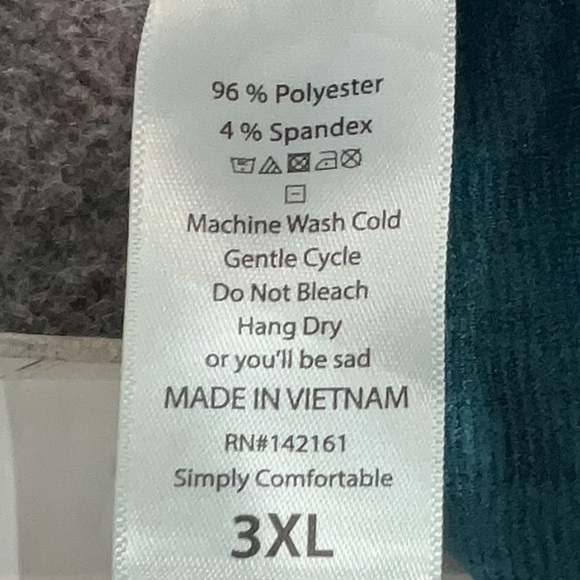 96 % Polyester
4 % Spandex
Machine Wash Cold
Gentle Cycle
Do Not Bleach
Hang Dry
or you'll be sad
MADE IN VIETNAM
RN#142161
Simply Comfortable
3XL